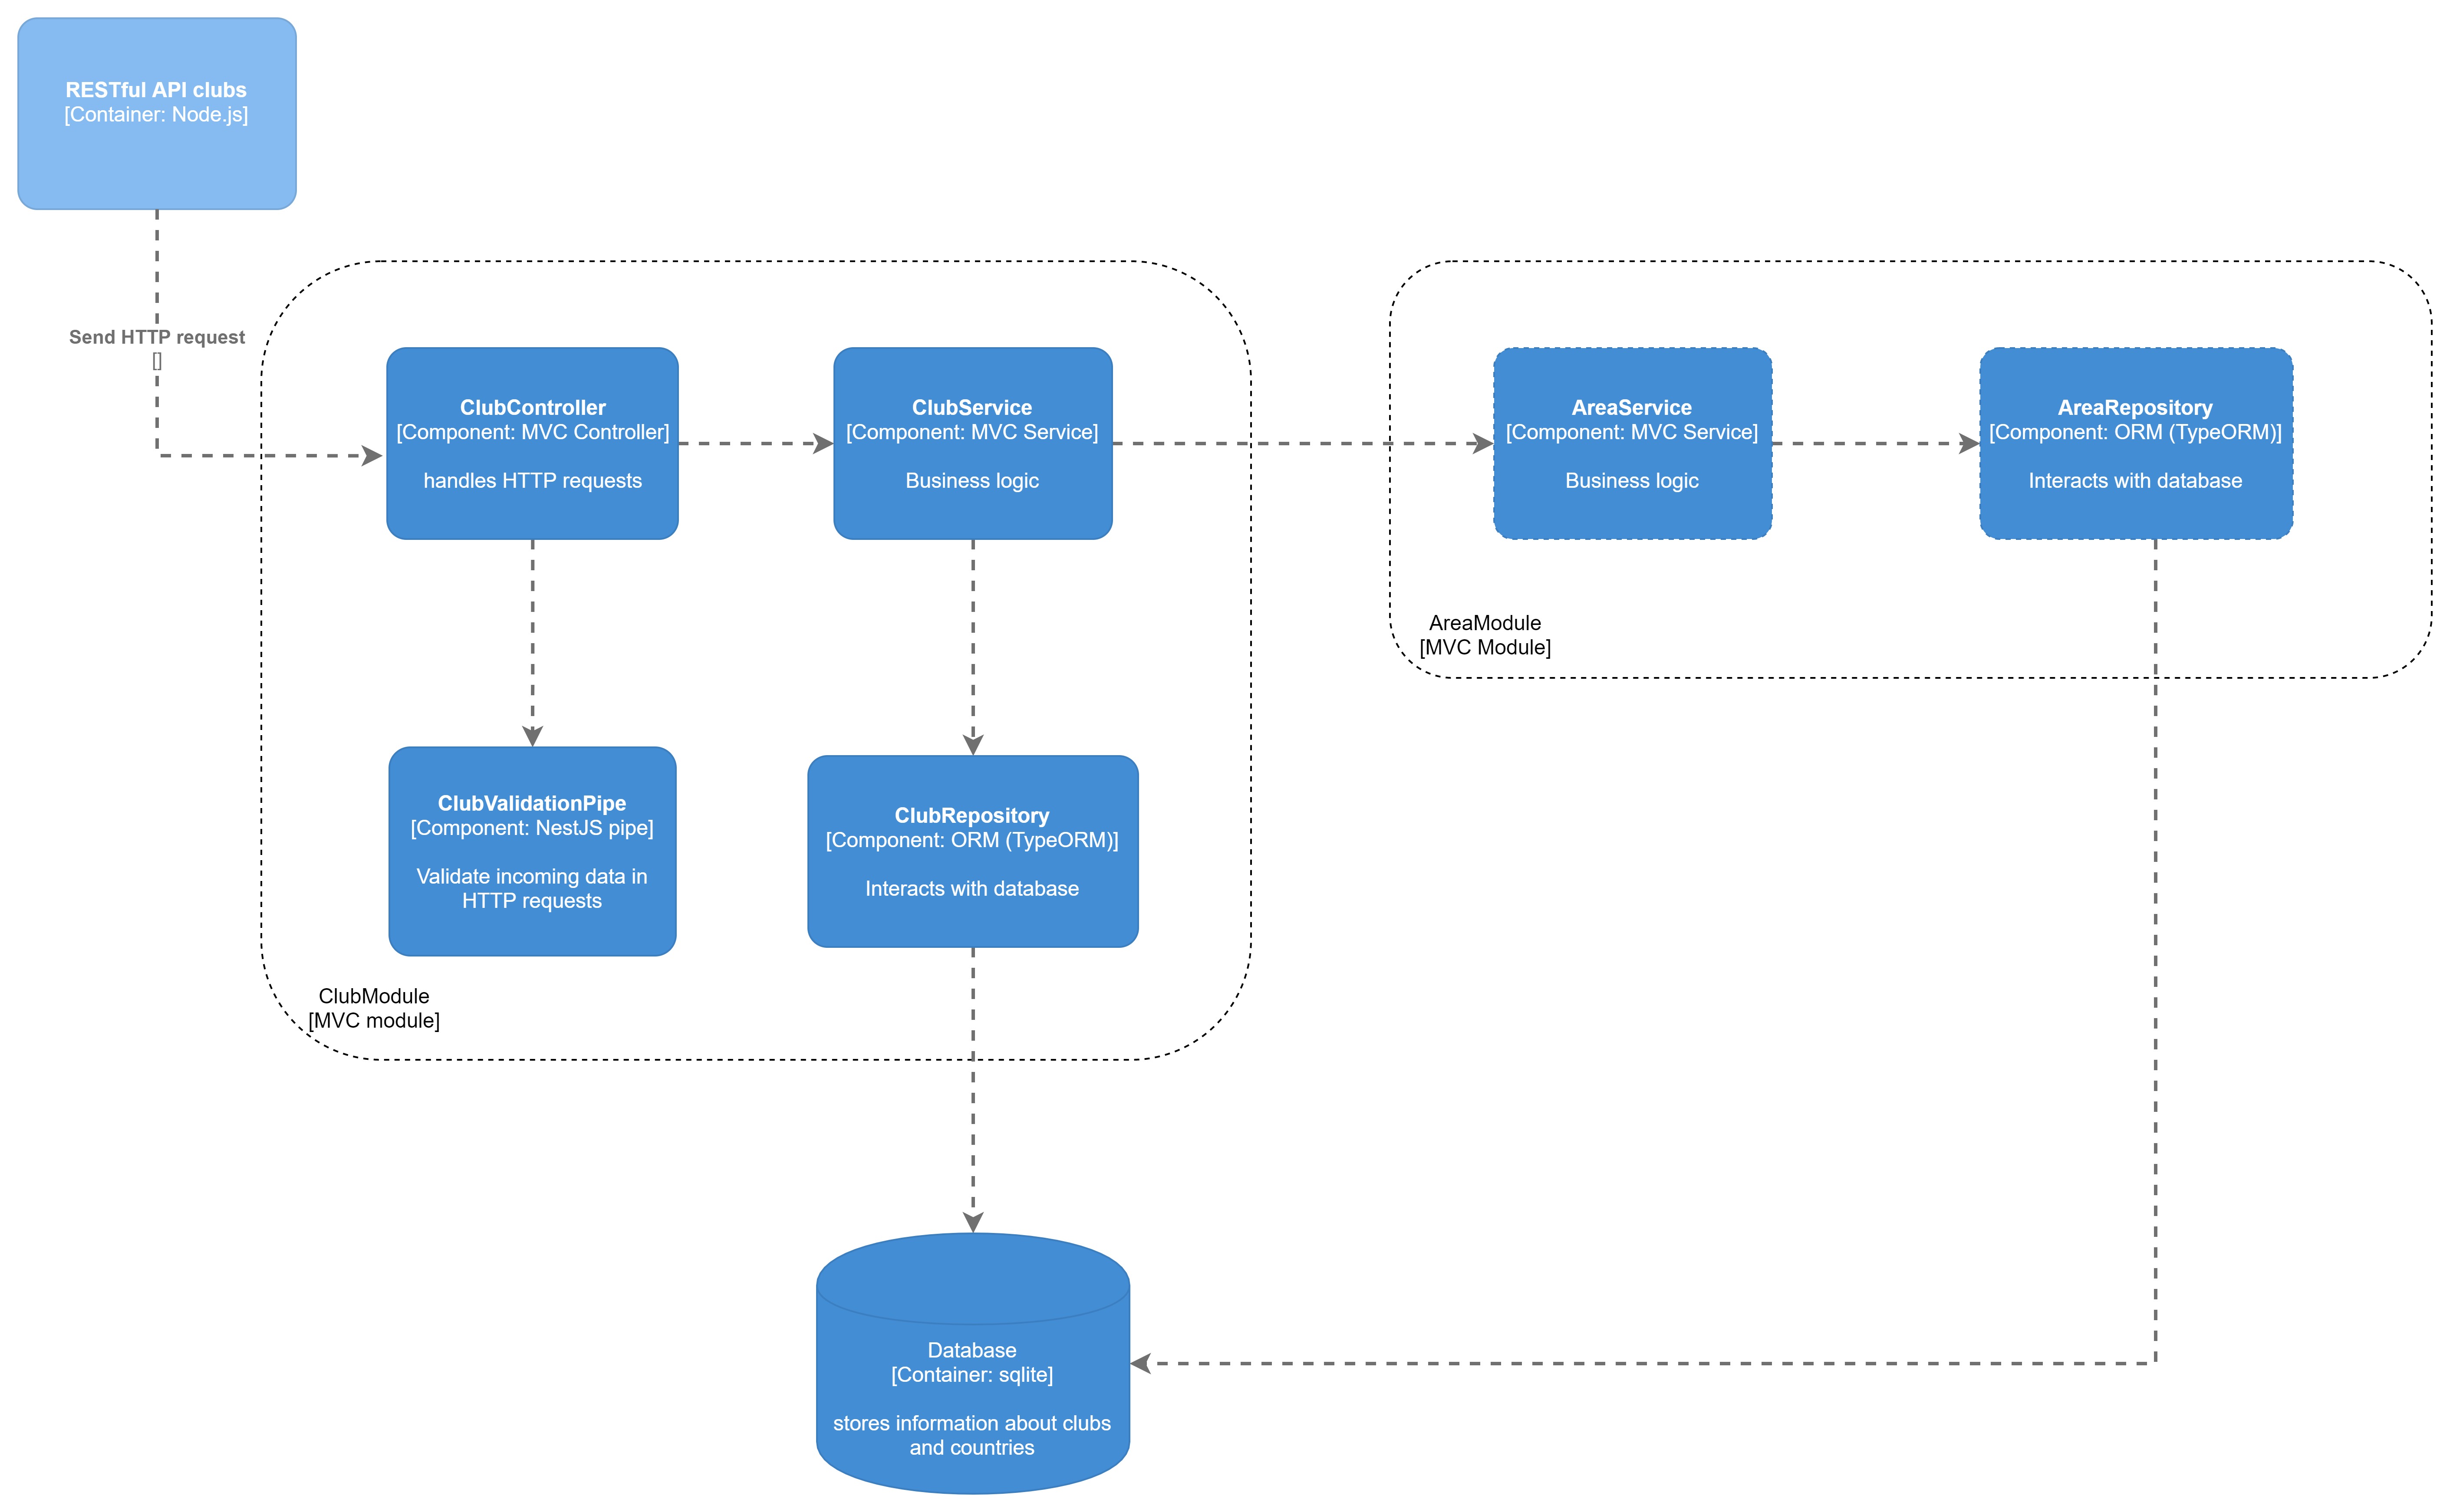 RESTful API clubs
[Container: Node.js]
Send HTTP request
[]
ClubController
[Component: MVC Controller]
handles HTTP requests
ClubService
[Component: MVC Service]
Business logic
AreaService
[Component: MVC Service]
Business logic
AreaRepository
[Component: ORM (TypeORM)]
Interacts with database
AreaModule
[MVC Module]
ClubValidationPipe
[Component: NestJS pipe]
Validate incoming data in
HTTP requests
ClubRepository
[Component: ORM (TypeORM)]
Interacts with database
ClubModule
[MVC module]
Database
[Container: sqlite]
stores information about clubs
and countries